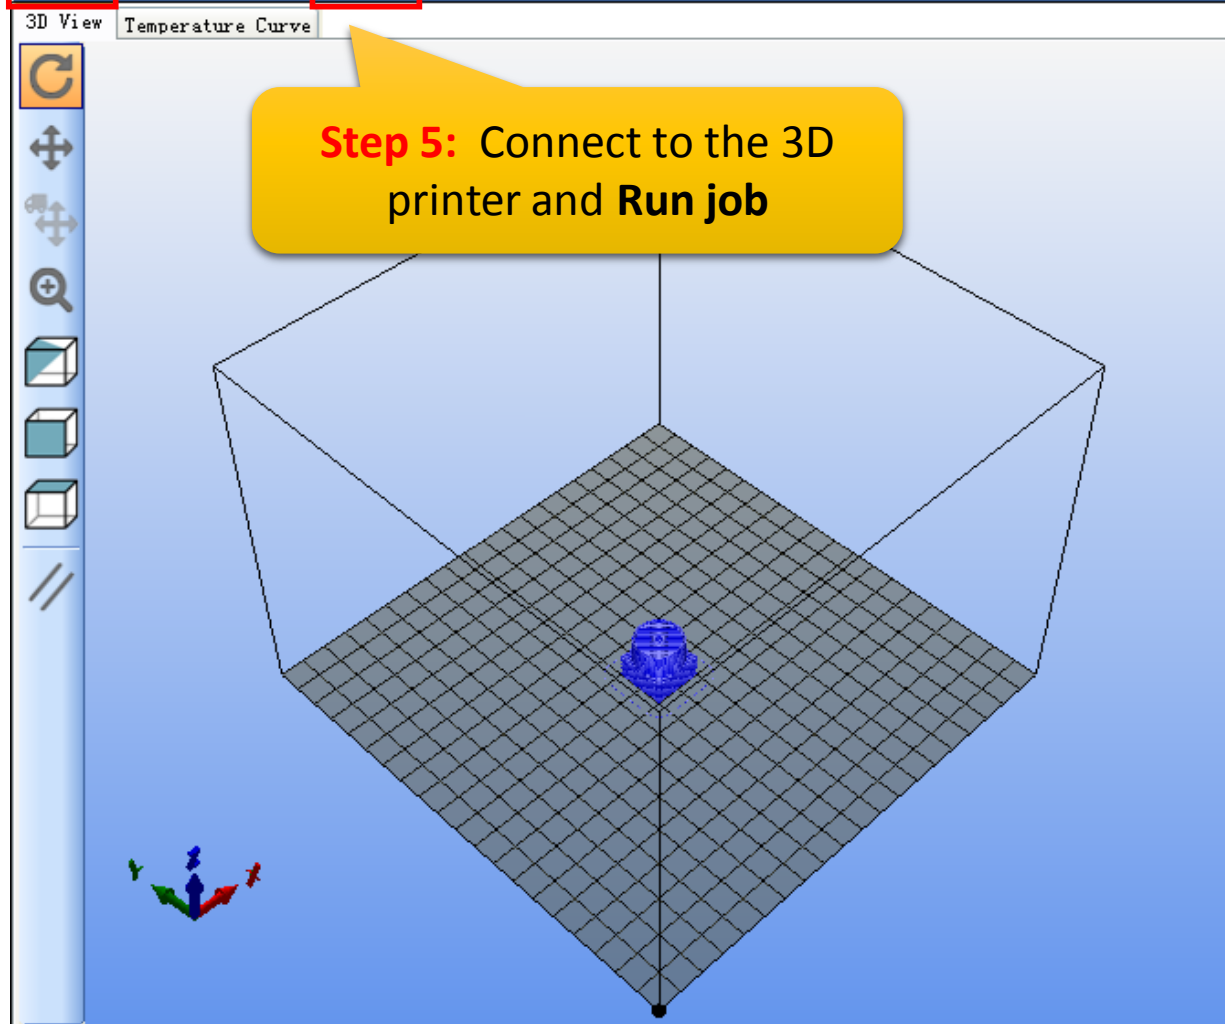 3D View Temperature Curve
Step 5: Connect to the 3D
printer and Run job
Y Z X